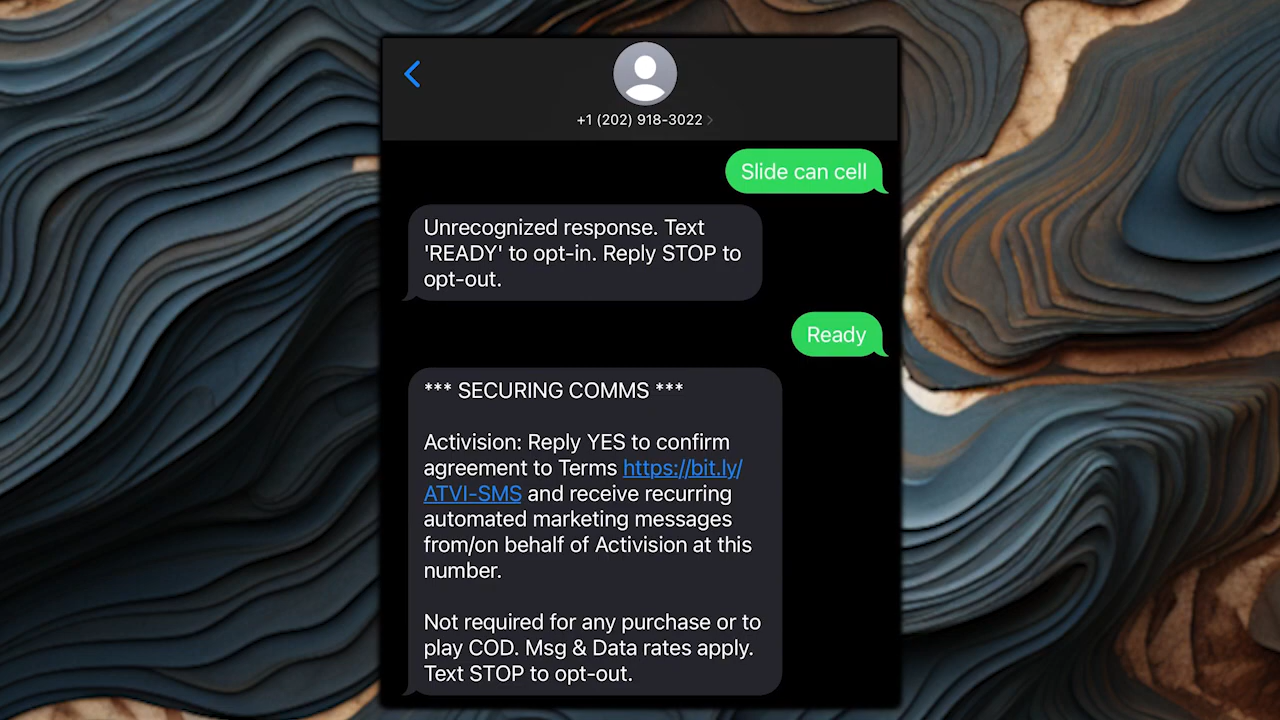 +1 (202) 918-3022
Slide can cell
Unrecognized response. Text
'READY' to opt-in. Reply STOP to
opt-out.
Ready
*** SECURING COMMS ***
Activision: Reply YES to confirm
agreement to Terms https://bit.ly/
ATVI-SMS and receive recurring
automated marketing messages
from/on behalf of Activision at this
number.
Not required for any purchase or to
play COD. Msg & Data rates apply.
Text STOP to opt-out.